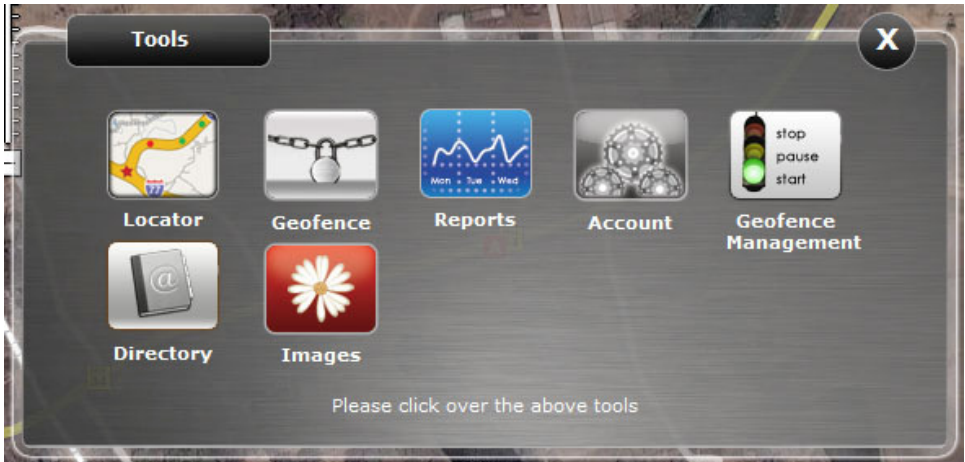 Tools
X
stop
pause
start
77
Mon Tue Wed
Locator
Geofence
Reports
Account
Geofence
Management
@
Directory
Images
Please click over the above tools